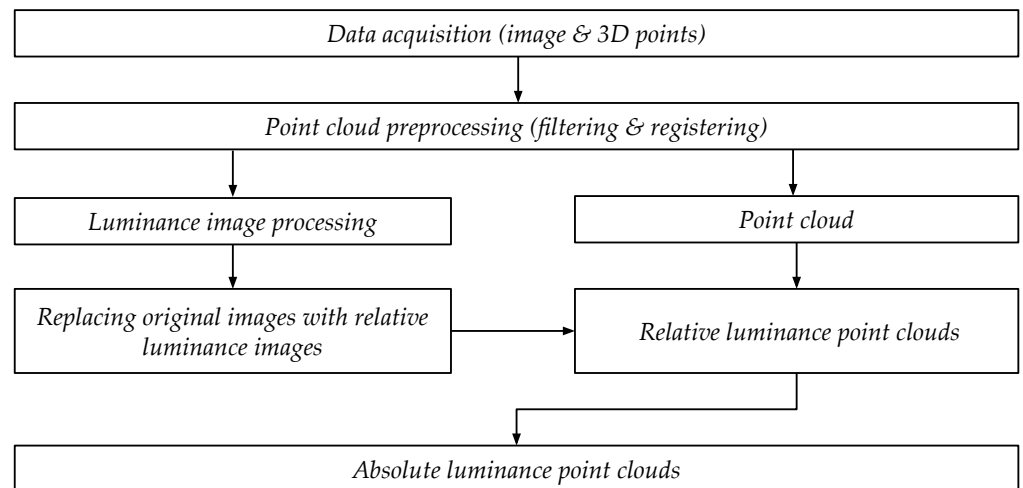 Data acquisition (image & 3D points)
Point cloud preprocessing (filtering & registering)
Luminance image processing
Point cloud
Replacing original images with relative
luminance images
Relative luminance point clouds
Absolute luminance point clouds